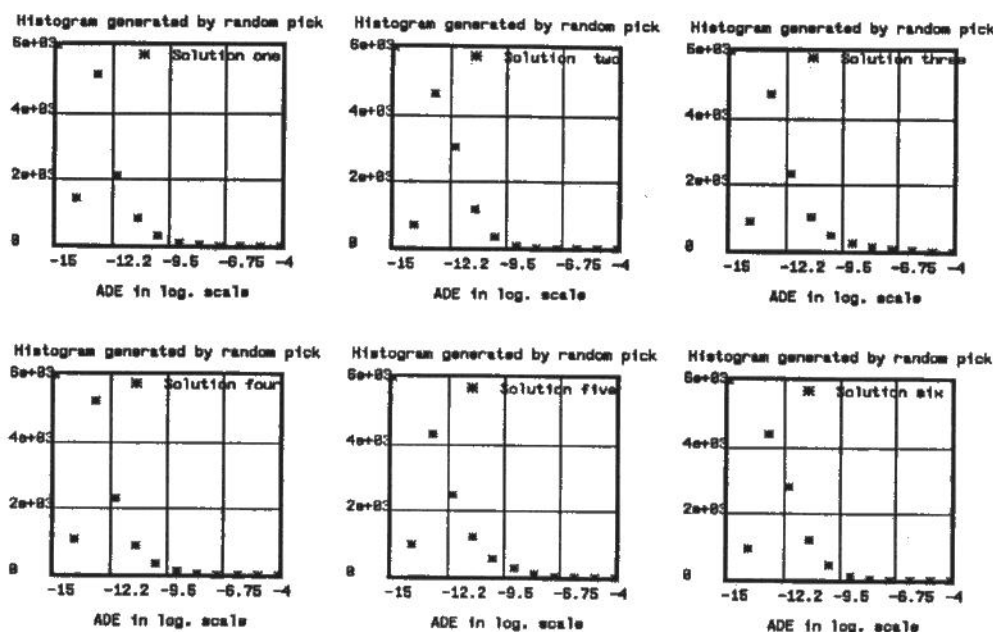 Histogram generated by random pick
6e+03
* Solution one
4e+03
2e+03
0
-15 -12.2 -9.5 -6.75 -4
ADE in log. scale
Histogram generated by random pick
6e+03
* Solution two
4e+03
2e+03
0
-15 -12.2 -9.5 -6.75 -4
ADE in log. scale
Histogram generated by random pick
6e+03
* Solution three
4e+03
2e+03
0
-15 -12.2 -9.5 -6.75 -4
ADE in log. scale
Histogram generated by random pick
6e+03
* Solution four
4e+03
2e+03
0
-15 -12.2 -9.5 -6.75 -4
ADE in log. scale
Histogram generated by random pick
6e+03
* Solution five
4e+03
2e+03
0
-15 -12.2 -9.5 -6.75 -4
ADE in log. scale
Histogram generated by random pick
6e+03
* Solution six
4e+03
2e+03
0
-15 -12.2 -9.5 -6.75 -4
ADE in log. scale